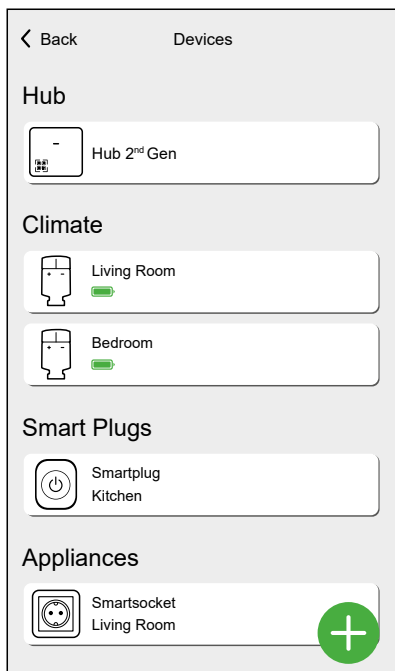 Back
Devices
Hub
Hub 2nd Gen
Climate
Living Room
Bedroom
Smart Plugs
Smartplug
Kitchen
Appliances
Smartsocket
Living Room